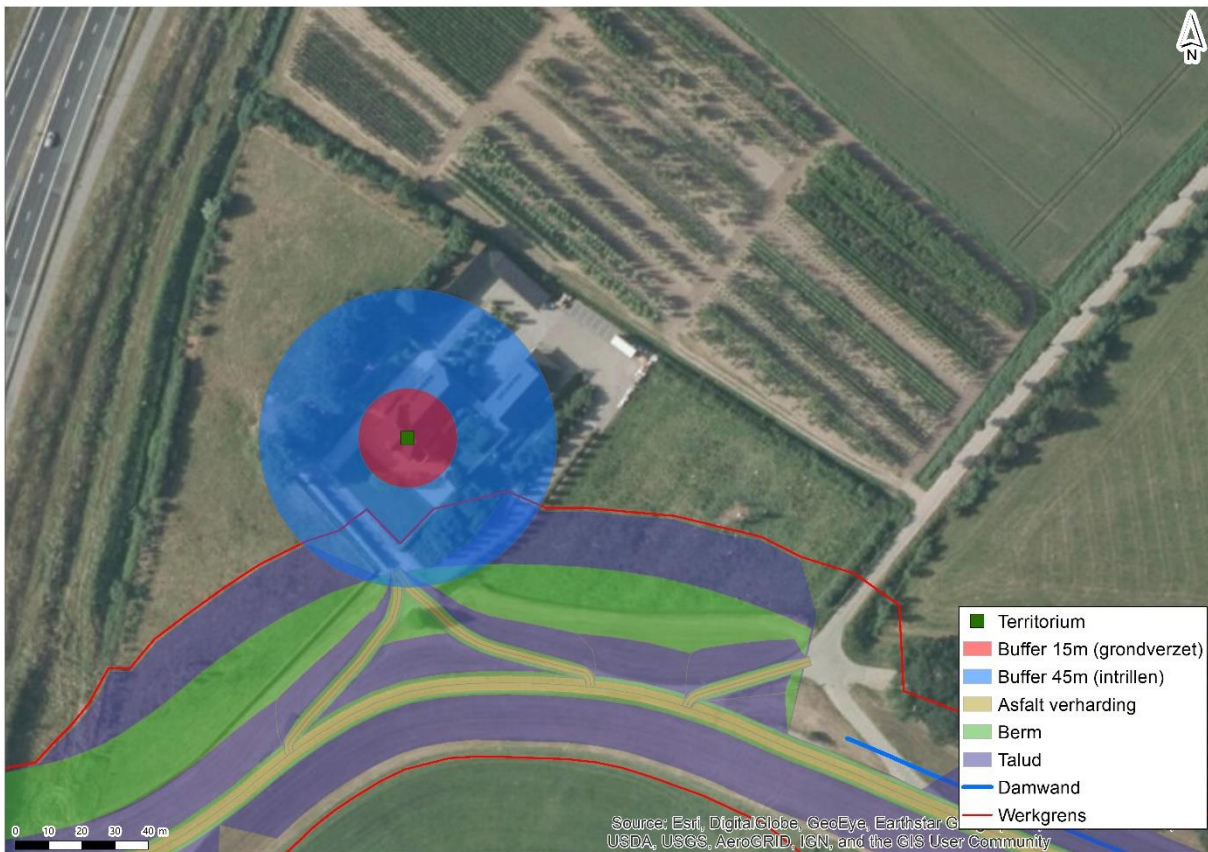 N
Territorium
Buffer 15m (grondverzet)
Buffer 45m (intrillen)
Asfalt verharding
Berm
Talud
Damwand
Werkgrens
0 10 20 30 40 m
Source: Esri, DigitalGlobe, GeoEye, Earthstar
USDA, USGS, AeroGRID, IGN, and the GIS User Community